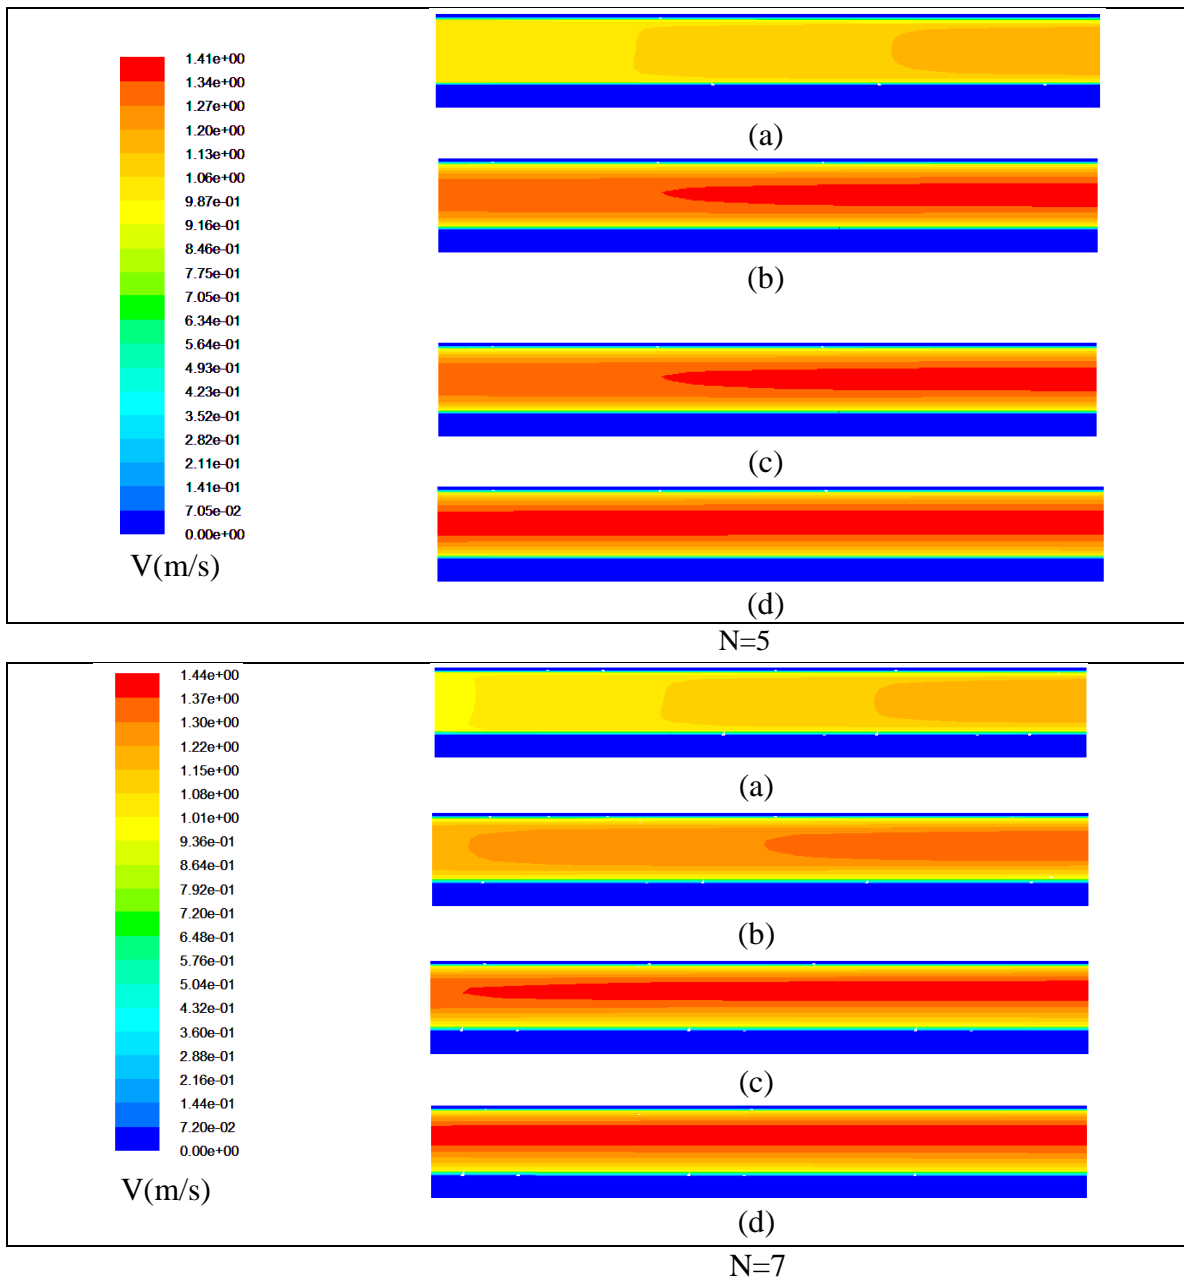 1.41e+00
1.34e+00
1.27e+00
1.20e+00
1.13e+00
1.06e+00
9.87e-01
9.16e-01
8.46e-01
7.75e-01
7.05e-01
6.34e-01
5.64e-01
4.93e-01
4.23e-01
3.52e-01
2.82e-01
2.11e-01
1.41e-01
7.05e-02
0.00e+00
V(m/s)
(a)
(b)
(c)
(d)
N=5
1.44e+00
1.37e+00
1.30e+00
1.22e+00
1.15e+00
1.08e+00
1.01e+00
9.36e-01
8.64e-01
7.92e-01
7.20e-01
6.48e-01
5.76e-01
5.04e-01
4.32e-01
3.60e-01
2.88e-01
2.16e-01
1.44e-01
7.20e-02
0.00e+00
V(m/s)
(a)
(b)
(c)
(d)
N=7